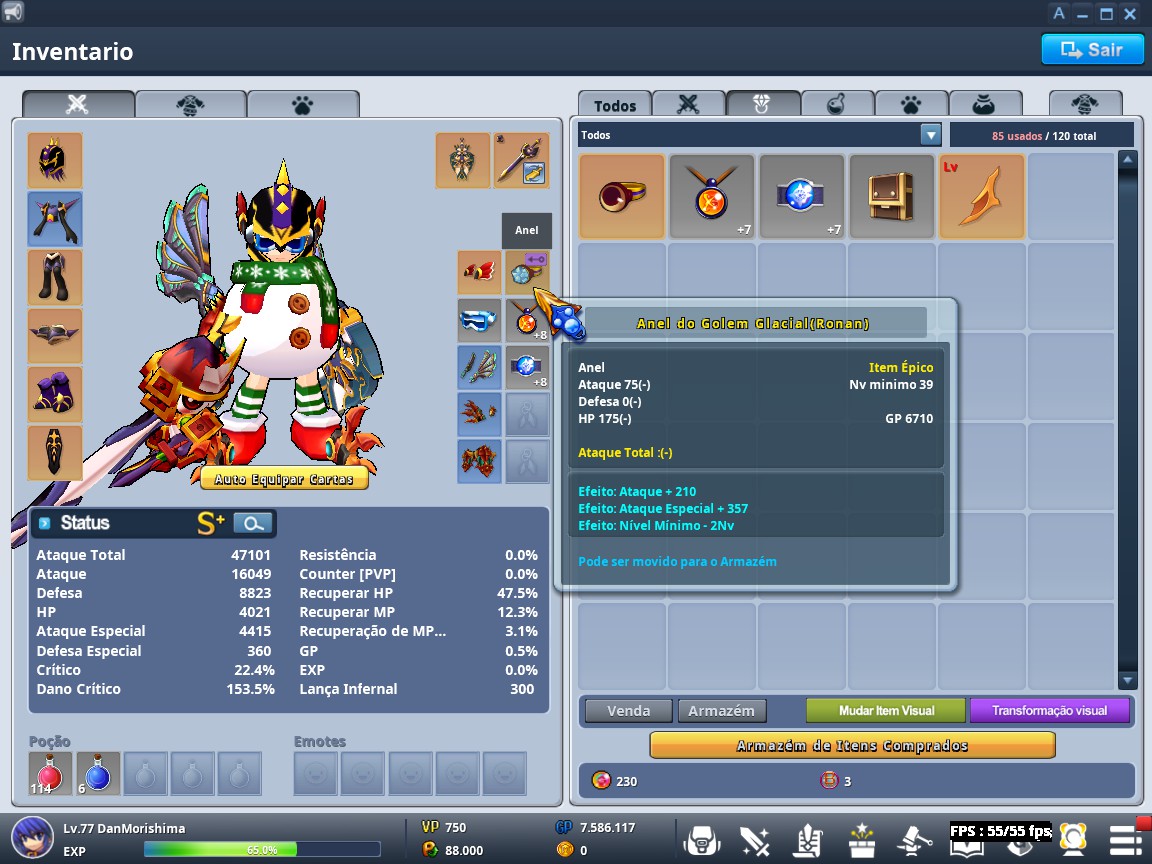 A
Inventario
Sair
Todos
Todos
85 usados / 120 total
Lv
+7
+7
Anel
+8
+8
Anel do Golem Glacial(Ronan)
Anel
Item Épico
Ataque 75(-)
Nv minimo 39
Defesa 0(-)
HP 175(-)
GP 6710
Ataque Total :(-)
Efeito: Ataque + 210
Efeito: Ataque Especial + 357
Efeito: Nível Mínimo - 2Nv
Pode ser movido para o Armazém
Auto Equipar Cartas
Status
S+
Ataque Total 47101
Resistência 0.0%
Ataque 16049
Counter [PVP] 0.0%
Defesa 8823
Recuperar HP 47.5%
HP 4021
Recuperar MP 12.3%
Ataque Especial 4415
Recuperação de MP... 3.1%
Defesa Especial 360
GP 0.5%
Crítico 22.4%
EXP 0.0%
Dano Crítico 153.5%
Lança Infernal 300
Poção
Emotes
114
6
Venda
Armazém
Mudar Item Visual
Transformação visual
Armazém de Itens Comprados
230
3
Lv.77 DanMorishima
EXP
65.0%
VP 750
GP 7.586.117
88.000
0
FPS : 55/55 fps